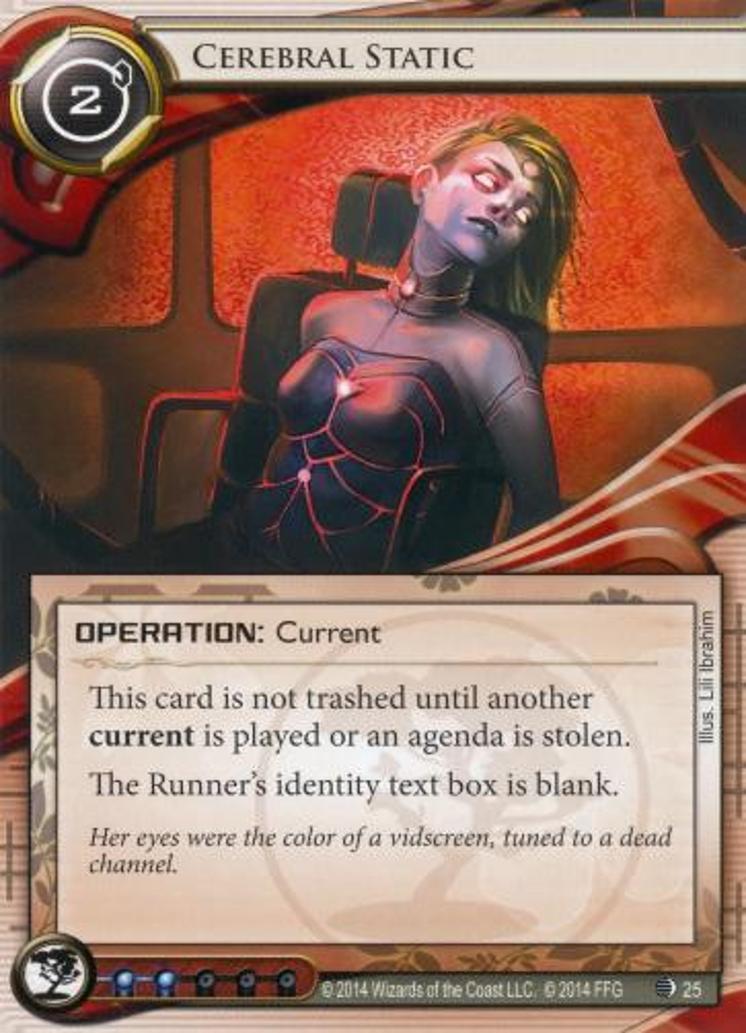 Cerebral Static
2
OPERATION: Current
This card is not trashed until another
current is played or an agenda is stolen.
The Runner's identity text box is blank.
Her eyes were the color of a vidscreen, tuned to a dead
channel.
Illus. Lili Ibrahim
© 2014 Wizards of the Coast LLC. © 2014 FFG
25